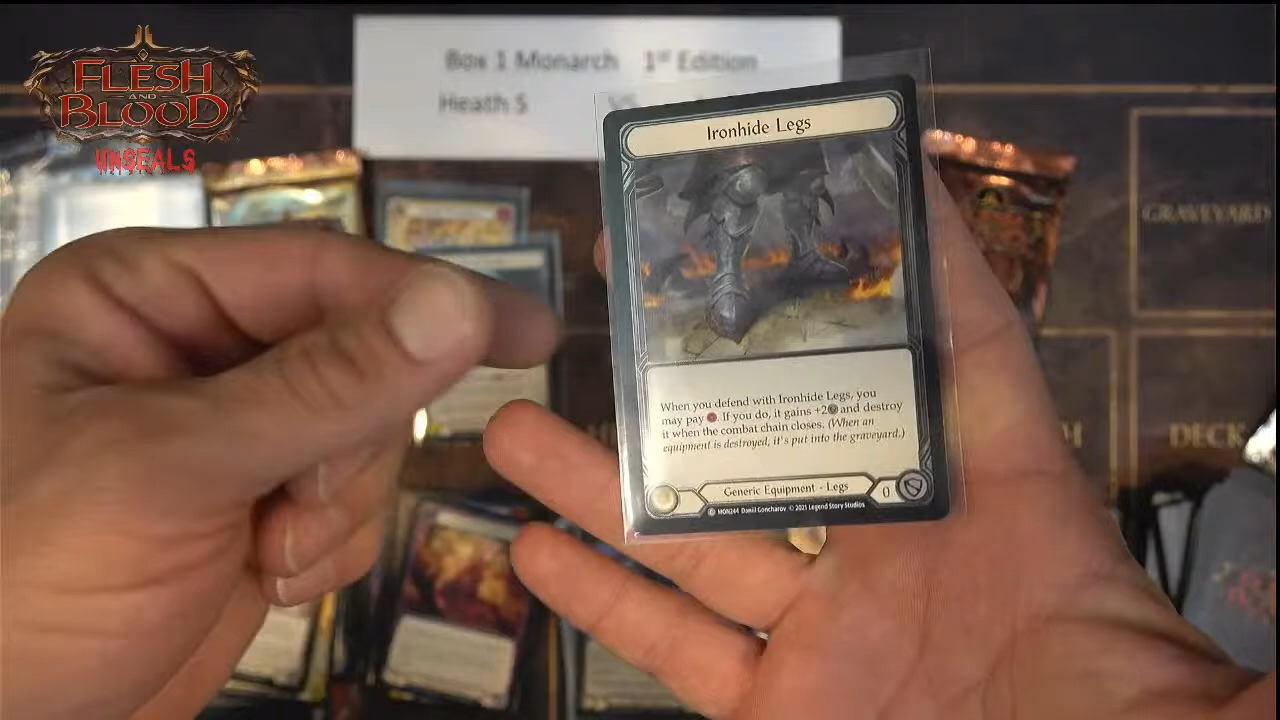 FLESH
AND
BLOOD
UNSEALS
Box 1 Monarch 1st Edition
Heath S VS
Ironhide Legs
When you defend with Ironhide Legs, you
may pay . If you do, it gains +2 and destroy
it when the combat chain closes. (When an
equipment is destroyed, it's put into the graveyard.)
Generic Equipment - Legs
0
C MON244 Daniil Goncharov © 2021 Legend Story Studios
GRAVEYARD
DECK